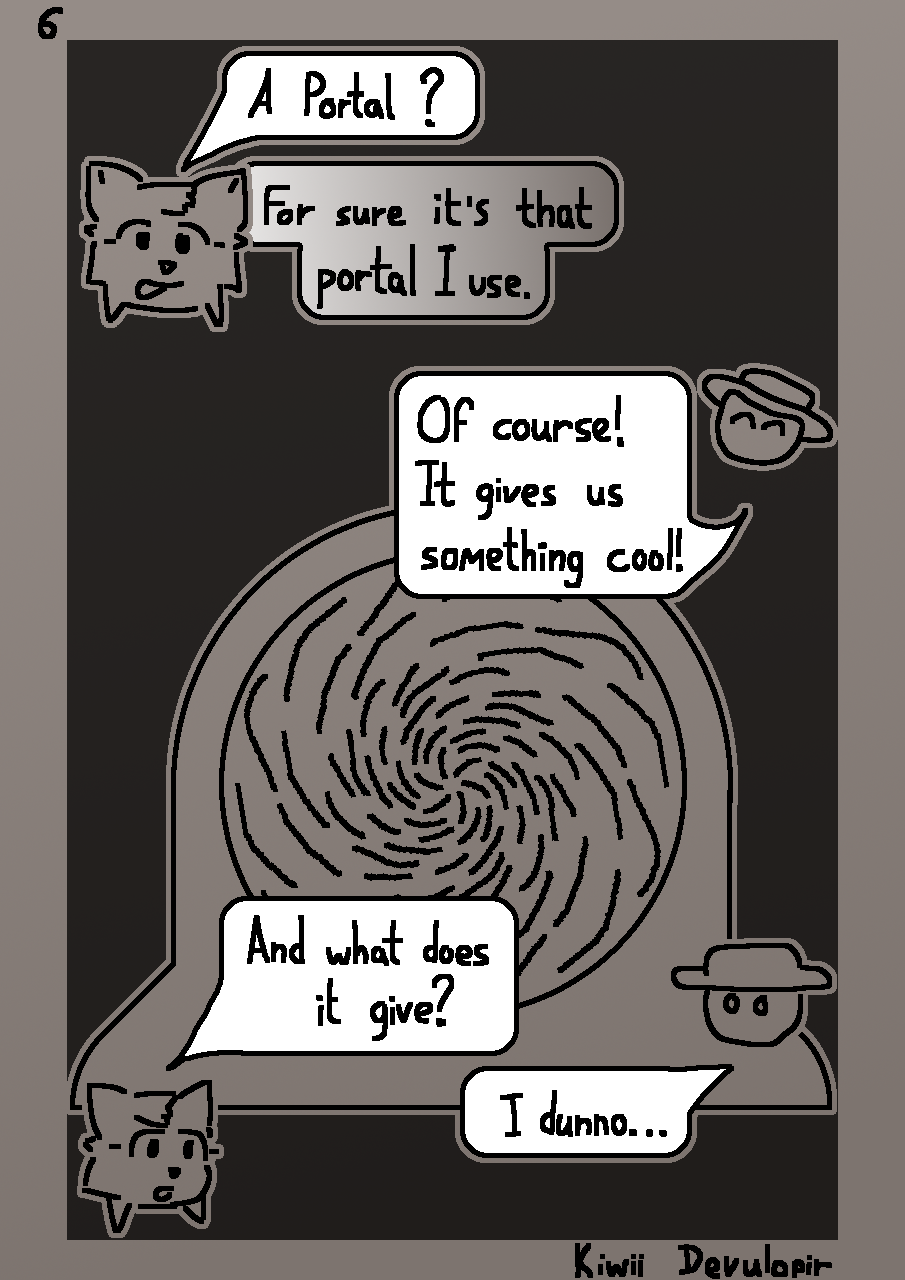 6
A Portal ?
For sure it's that
portal I use.
Of course!
It gives us
something cool!
And what does
it give?
I dunno...
Kiwii Devulopir